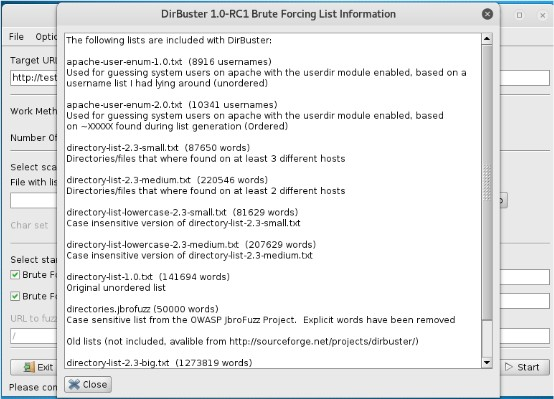 DirBuster 1.0-RC1 Brute Forcing List Information
File Optio
Target URL
http://test
Work Meth
Number Of
Select sca
File with lis
Char set
Select star
Brute Fo
Brute Fo
URL to fuzz
/
Exit
Start
Please com
The following lists are included with DirBuster:
apache-user-enum-1.0.txt (8916 usernames)
Used for guessing system users on apache with the userdir module enabled, based on a
username list I had lying around (unordered)
apache-user-enum-2.0.txt (10341 usernames)
Used for guessing system users on apache with the userdir module enabled, based
on ~XXXXX found during list generation (Ordered)
directory-list-2.3-small.txt (87650 words)
Directories/files that where found on at least 3 different hosts
directory-list-2.3-medium.txt (220546 words)
Directories/files that where found on at least 2 different hosts
directory-list-lowercase-2.3-small.txt (81629 words)
Case insensitive version of directory-list-2.3-small.txt
directory-list-lowercase-2.3-medium.txt (207629 words)
Case insensitive version of directory-list-2.3-medium.txt
directory-list-1.0.txt (141694 words)
Original unordered list
directories.jbrofuzz (50000 words)
Case sensitive list from the OWASP JbroFuzz Project. Explicit words have been removed
Old lists (not included, avalible from http://sourceforge.net/projects/dirbuster/)
directory-list-2.3-big.txt (1273819 words)
Close